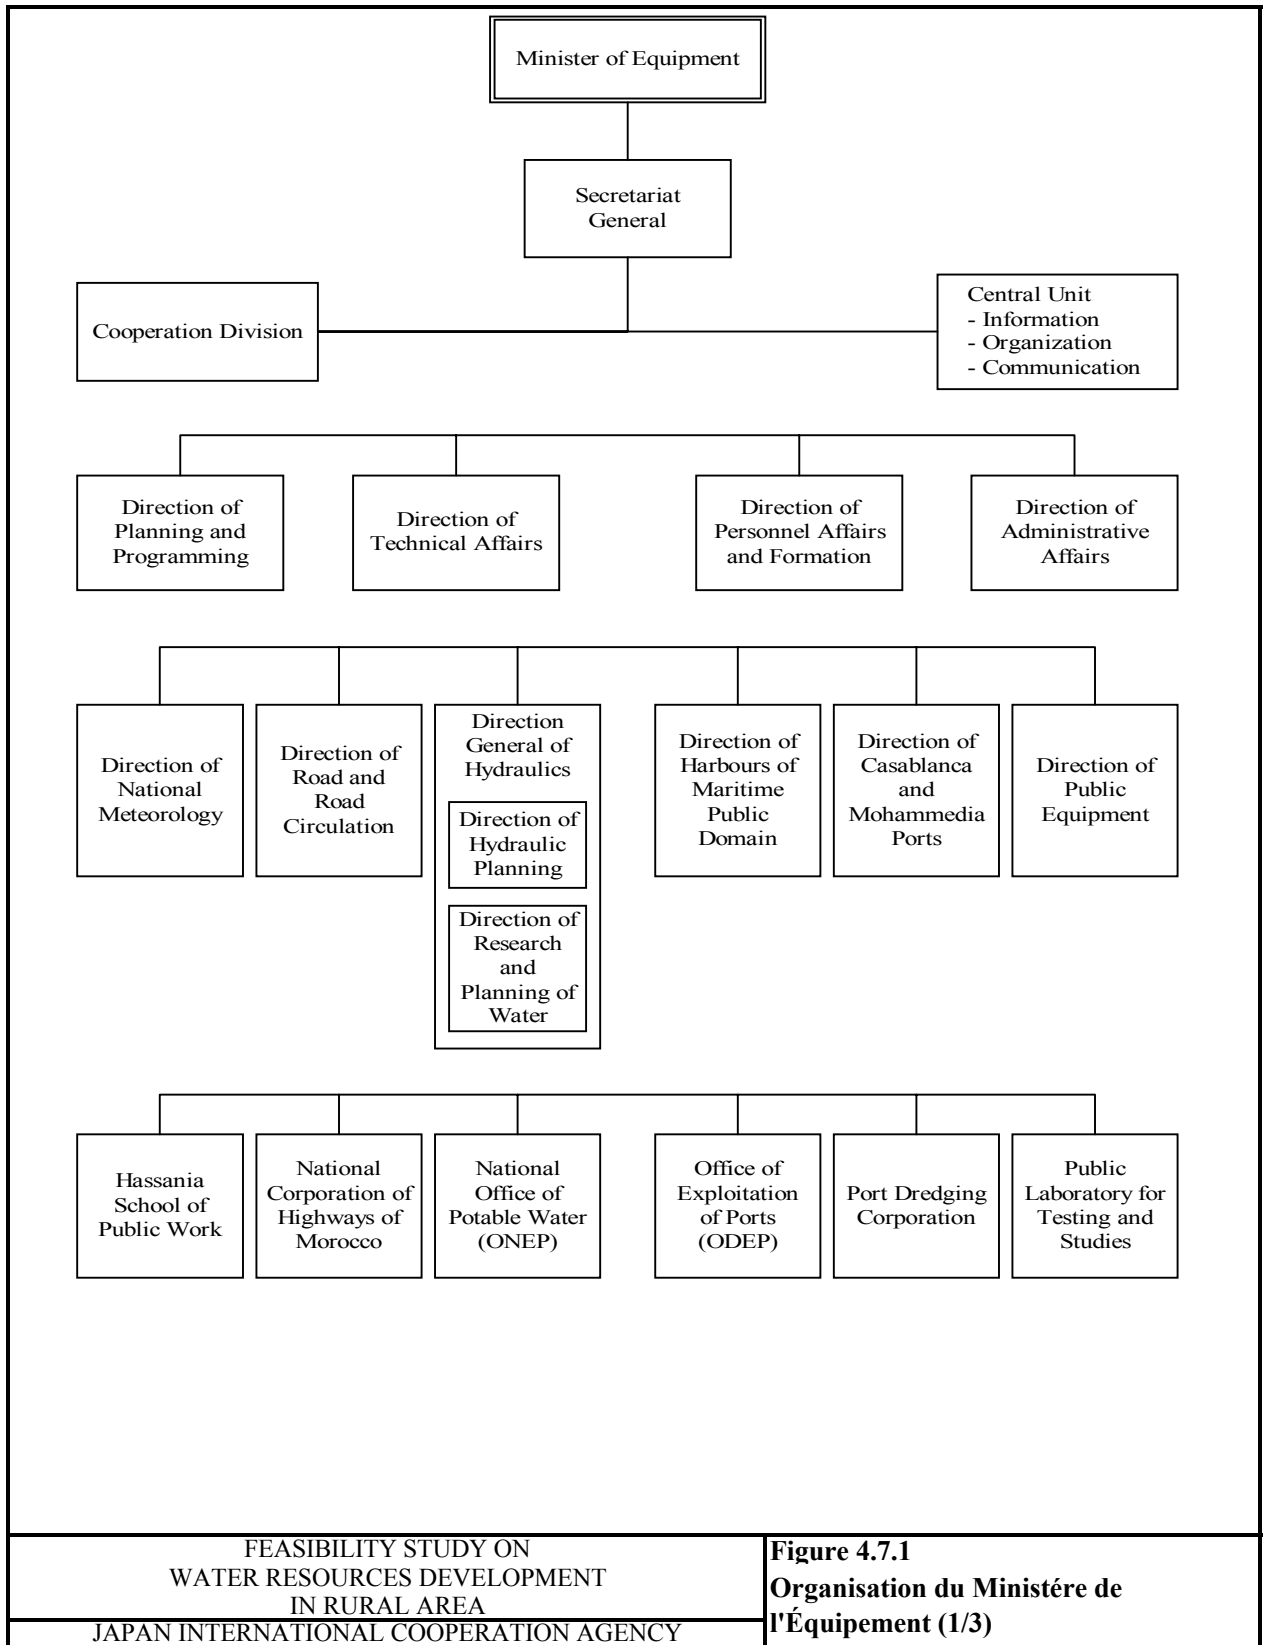 Minister of Equipment
Secretariat
General
Cooperation Division
Central Unit
- Information
- Organization
- Communication
Direction of
Planning and
Programming
Direction of
Technical Affairs
Direction of
Personnel Affairs
and Formation
Direction of
Administrative
Affairs
Direction of
National
Meteorology
Direction of
Road and
Road
Circulation
Direction
General of
Hydraulics
Direction of
Hydraulic
Planning
Direction of
Research
and
Planning of
Water
Direction of
Harbours of
Maritime
Public
Domain
Direction of
Casablanca
and
Mohammedia
Ports
Direction of
Public
Equipment
Hassania
School of
Public Work
National
Corporation of
Highways of
Morocco
National
Office of
Potable Water
(ONEP)
Office of
Exploitation
of Ports
(ODEP)
Port Dredging
Corporation
Public
Laboratory for
Testing and
Studies
FEASIBILITY STUDY ON
WATER RESOURCES DEVELOPMENT
IN RURAL AREA
JAPAN INTERNATIONAL COOPERATION AGENCY
Figure 4.7.1
Organisation du Ministére de
l'Équipement (1/3)